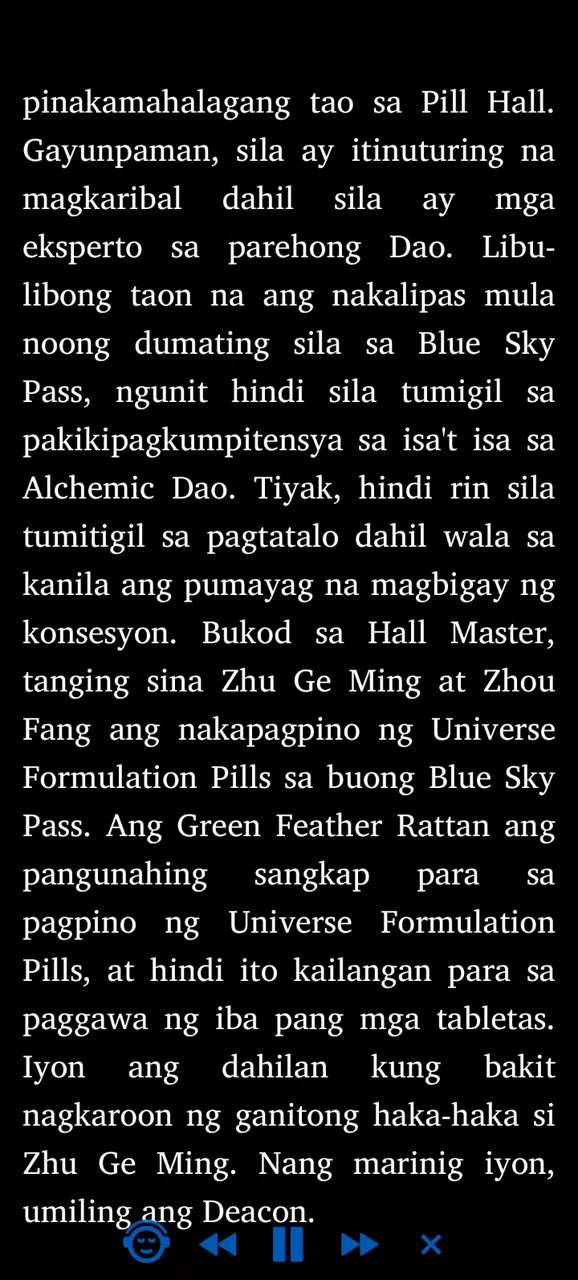 pinakamahalagang tao sa Pill Hall.
Gayunpaman, sila ay itinuturing na
magkaribal dahil sila ay mga
eksperto sa parehong Dao. Libu-
libong taon na ang nakalipas mula
noong dumating sila sa Blue Sky
Pass, ngunit hindi sila tumigil sa
pakikipagkumpitensya sa isa't isa sa
Alchemic Dao. Tiyak, hindi rin sila
tumitigil sa pagtatalo dahil wala sa
kanila ang pumayag na magbigay ng
konsesyon. Bukod sa Hall Master,
tanging sina Zhu Ge Ming at Zhou
Fang ang nakapagpino ng Universe
Formulation Pills sa buong Blue Sky
Pass. Ang Green Feather Rattan ang
pangunahing sangkap para sa
pagpino ng Universe Formulation
Pills, at hindi ito kailangan para sa
paggawa ng iba pang mga tabletas.
Iyon ang dahilan kung bakit
nagkaroon ng ganitong haka-haka si
Zhu Ge Ming. Nang marinig iyon,
umiling ang Deacon.